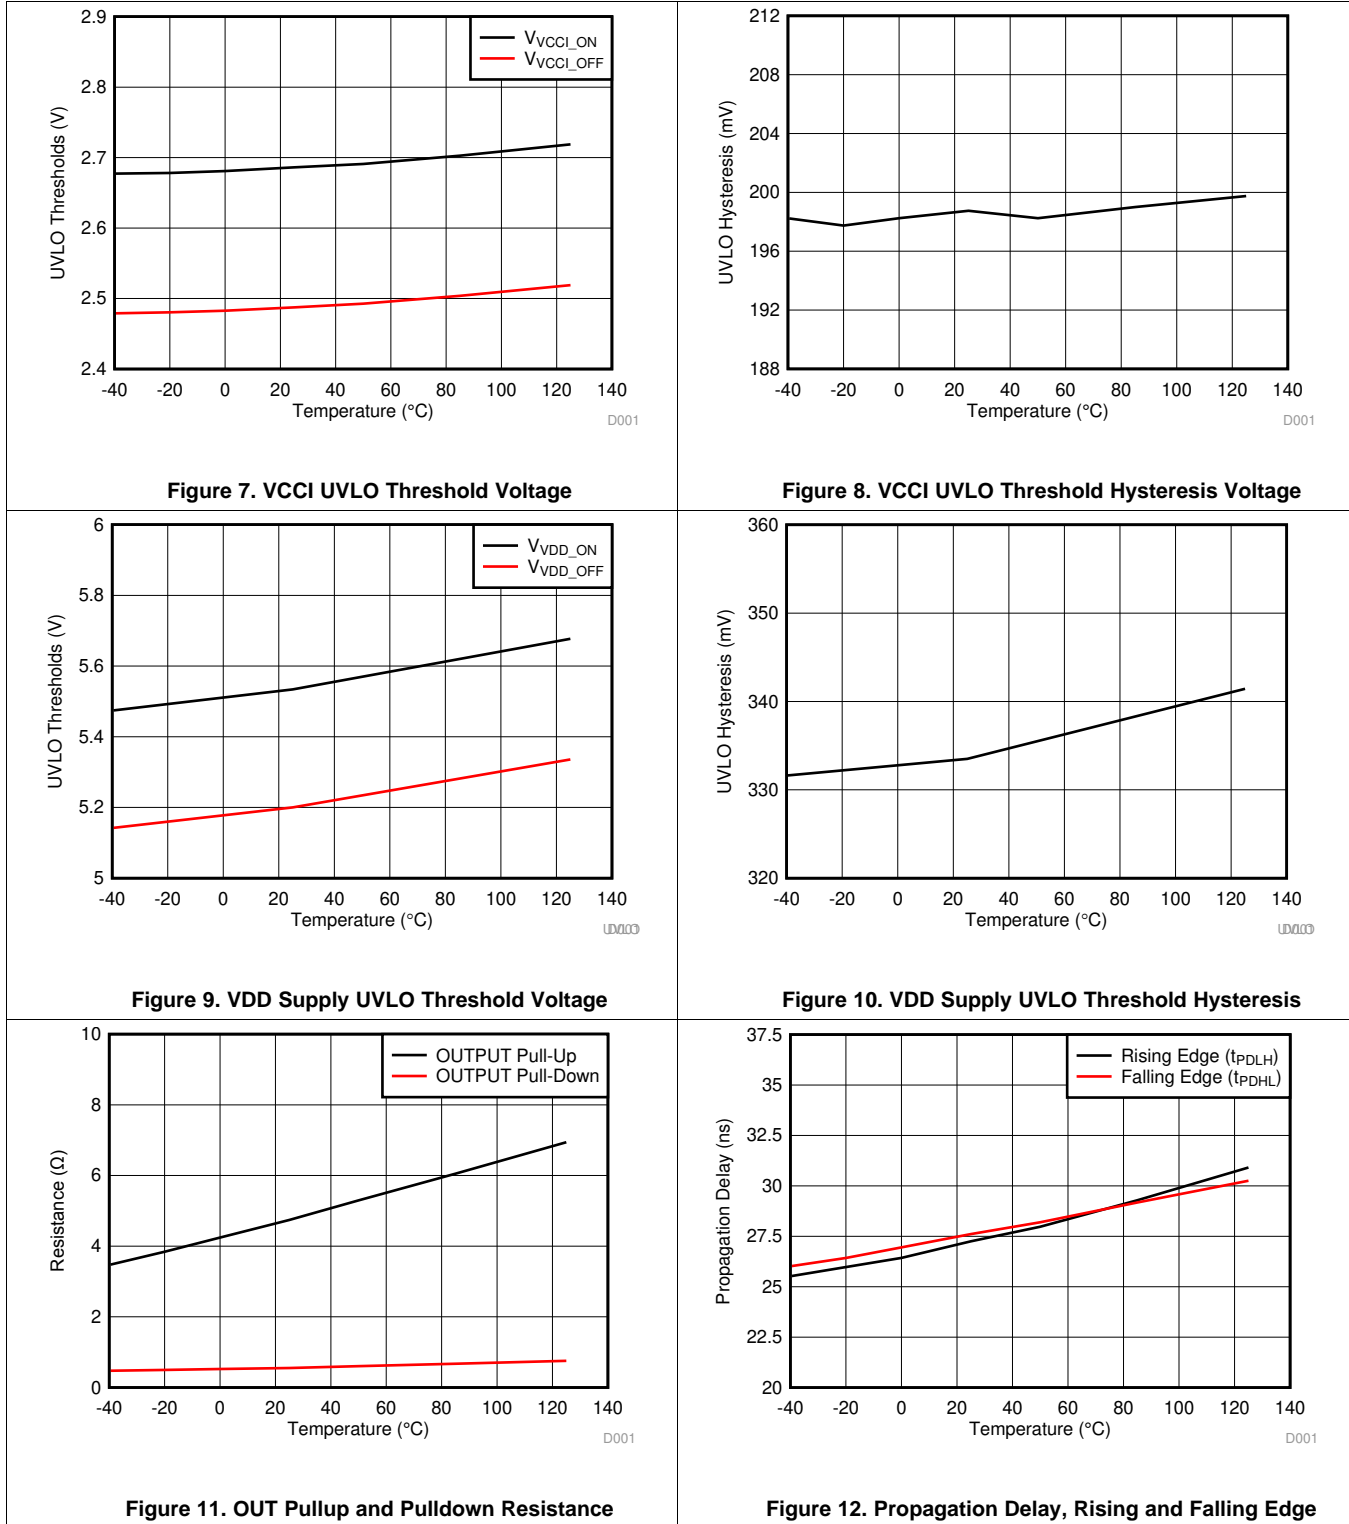 2.9
2.8
2.7
2.6
2.5
2.4
UVLO Thresholds (V)
V_VCCI_ON
V_VCCI_OFF
-40 -20 0 20 40 60 80 100 120 140
Temperature (°C)
D001
Figure 7. VCCI UVLO Threshold Voltage
212
208
204
200
196
192
188
UVLO Hysteresis (mV)
-40 -20 0 20 40 60 80 100 120 140
Temperature (°C)
D001
Figure 8. VCCI UVLO Threshold Hysteresis Voltage
6
5.8
5.6
5.4
5.2
5
UVLO Thresholds (V)
V_VDD_ON
V_VDD_OFF
-40 -20 0 20 40 60 80 100 120 140
Temperature (°C)
Figure 9. VDD Supply UVLO Threshold Voltage
360
350
340
330
320
UVLO Hysteresis (mV)
-40 -20 0 20 40 60 80 100 120 140
Temperature (°C)
Figure 10. VDD Supply UVLO Threshold Hysteresis
10
8
6
4
2
0
Resistance (Ω)
OUTPUT Pull-Up
OUTPUT Pull-Down
-40 -20 0 20 40 60 80 100 120 140
Temperature (°C)
D001
Figure 11. OUT Pullup and Pulldown Resistance
37.5
35
32.5
30
27.5
25
22.5
20
Propagation Delay (ns)
Rising Edge (t_PDLH)
Falling Edge (t_PDHL)
-40 -20 0 20 40 60 80 100 120 140
Temperature (°C)
D001
Figure 12. Propagation Delay, Rising and Falling Edge